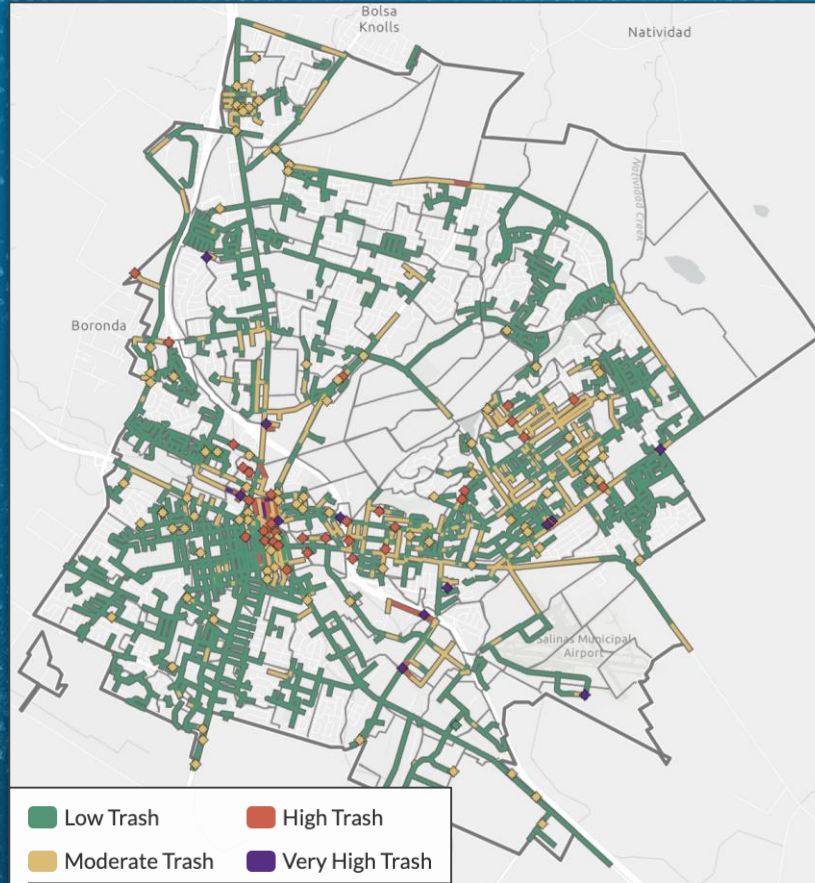 Bolsa
Knolls
Natividad
Natividad Creek
Boronda
Salinas Municipal
Airport
Low Trash
High Trash
Moderate Trash
Very High Trash